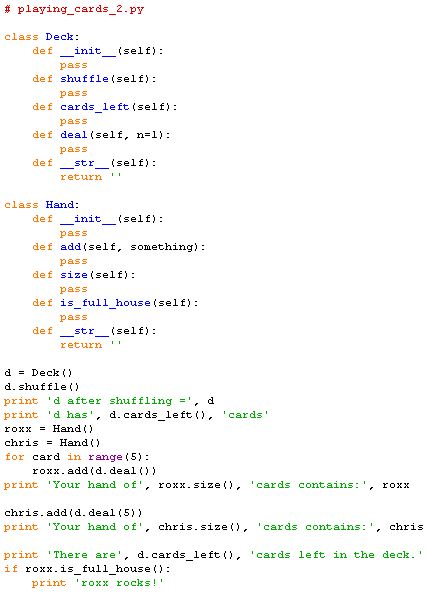 # playing_cards_2.py

class Deck:
    def __init__(self):
        pass
    def shuffle(self):
        pass
    def cards_left(self):
        pass
    def deal(self, n=1):
        pass
    def __str__(self):
        return ''

class Hand:
    def __init__(self):
        pass
    def add(self, something):
        pass
    def size(self):
        pass
    def is_full_house(self):
        pass
    def __str__(self):
        return ''

d = Deck()
d.shuffle()
print 'd after shuffling =', d
print 'd has', d.cards_left(), 'cards'
roxx = Hand()
chris = Hand()
for card in range(5):
    roxx.add(d.deal())
print 'Your hand of', roxx.size(), 'cards contains:', roxx

chris.add(d.deal(5))
print 'Your hand of', chris.size(), 'cards contains:', chris

print 'There are', d.cards_left(), 'cards left in the deck.'
if roxx.is_full_house():
    print 'roxx rocks!'